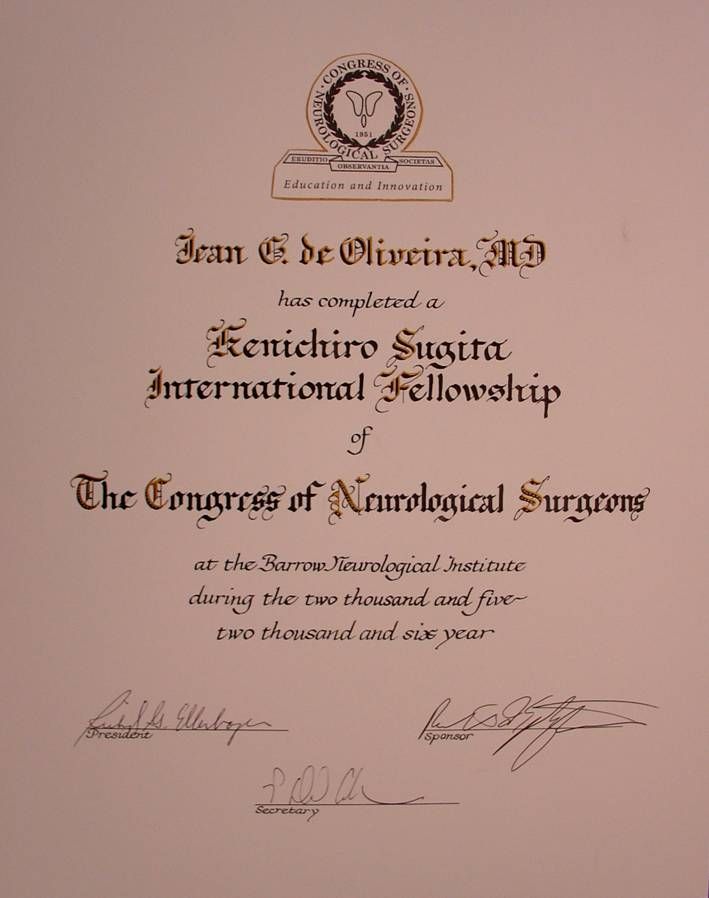 CONGRESS OF NEUROLOGICAL SURGEONS
1951
ERUDITIO OBSERVANTIA SOCIETAS
Education and Innovation
Jean G. de Oliveira, MD
has completed a
Kenichiro Sugita
International Fellowship
of
The Congress of Neurological Surgeons
at the Barrow Neurological Institute
during the two thousand and five~
two thousand and six year
President
Sponsor
Secretary